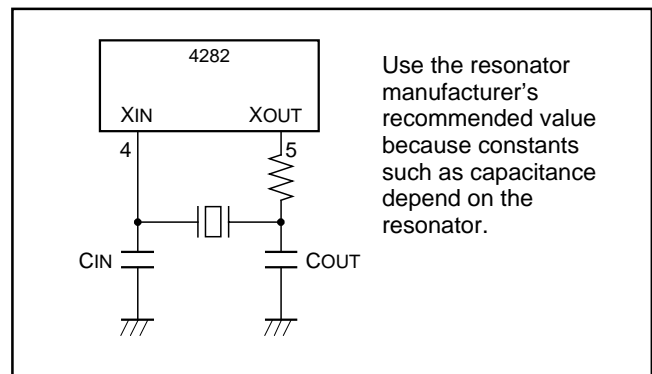 4282
XIN XOUT
4 5
CIN COUT
Use the resonator
manufacturer's
recommended value
because constants
such as capacitance
depend on the
resonator.